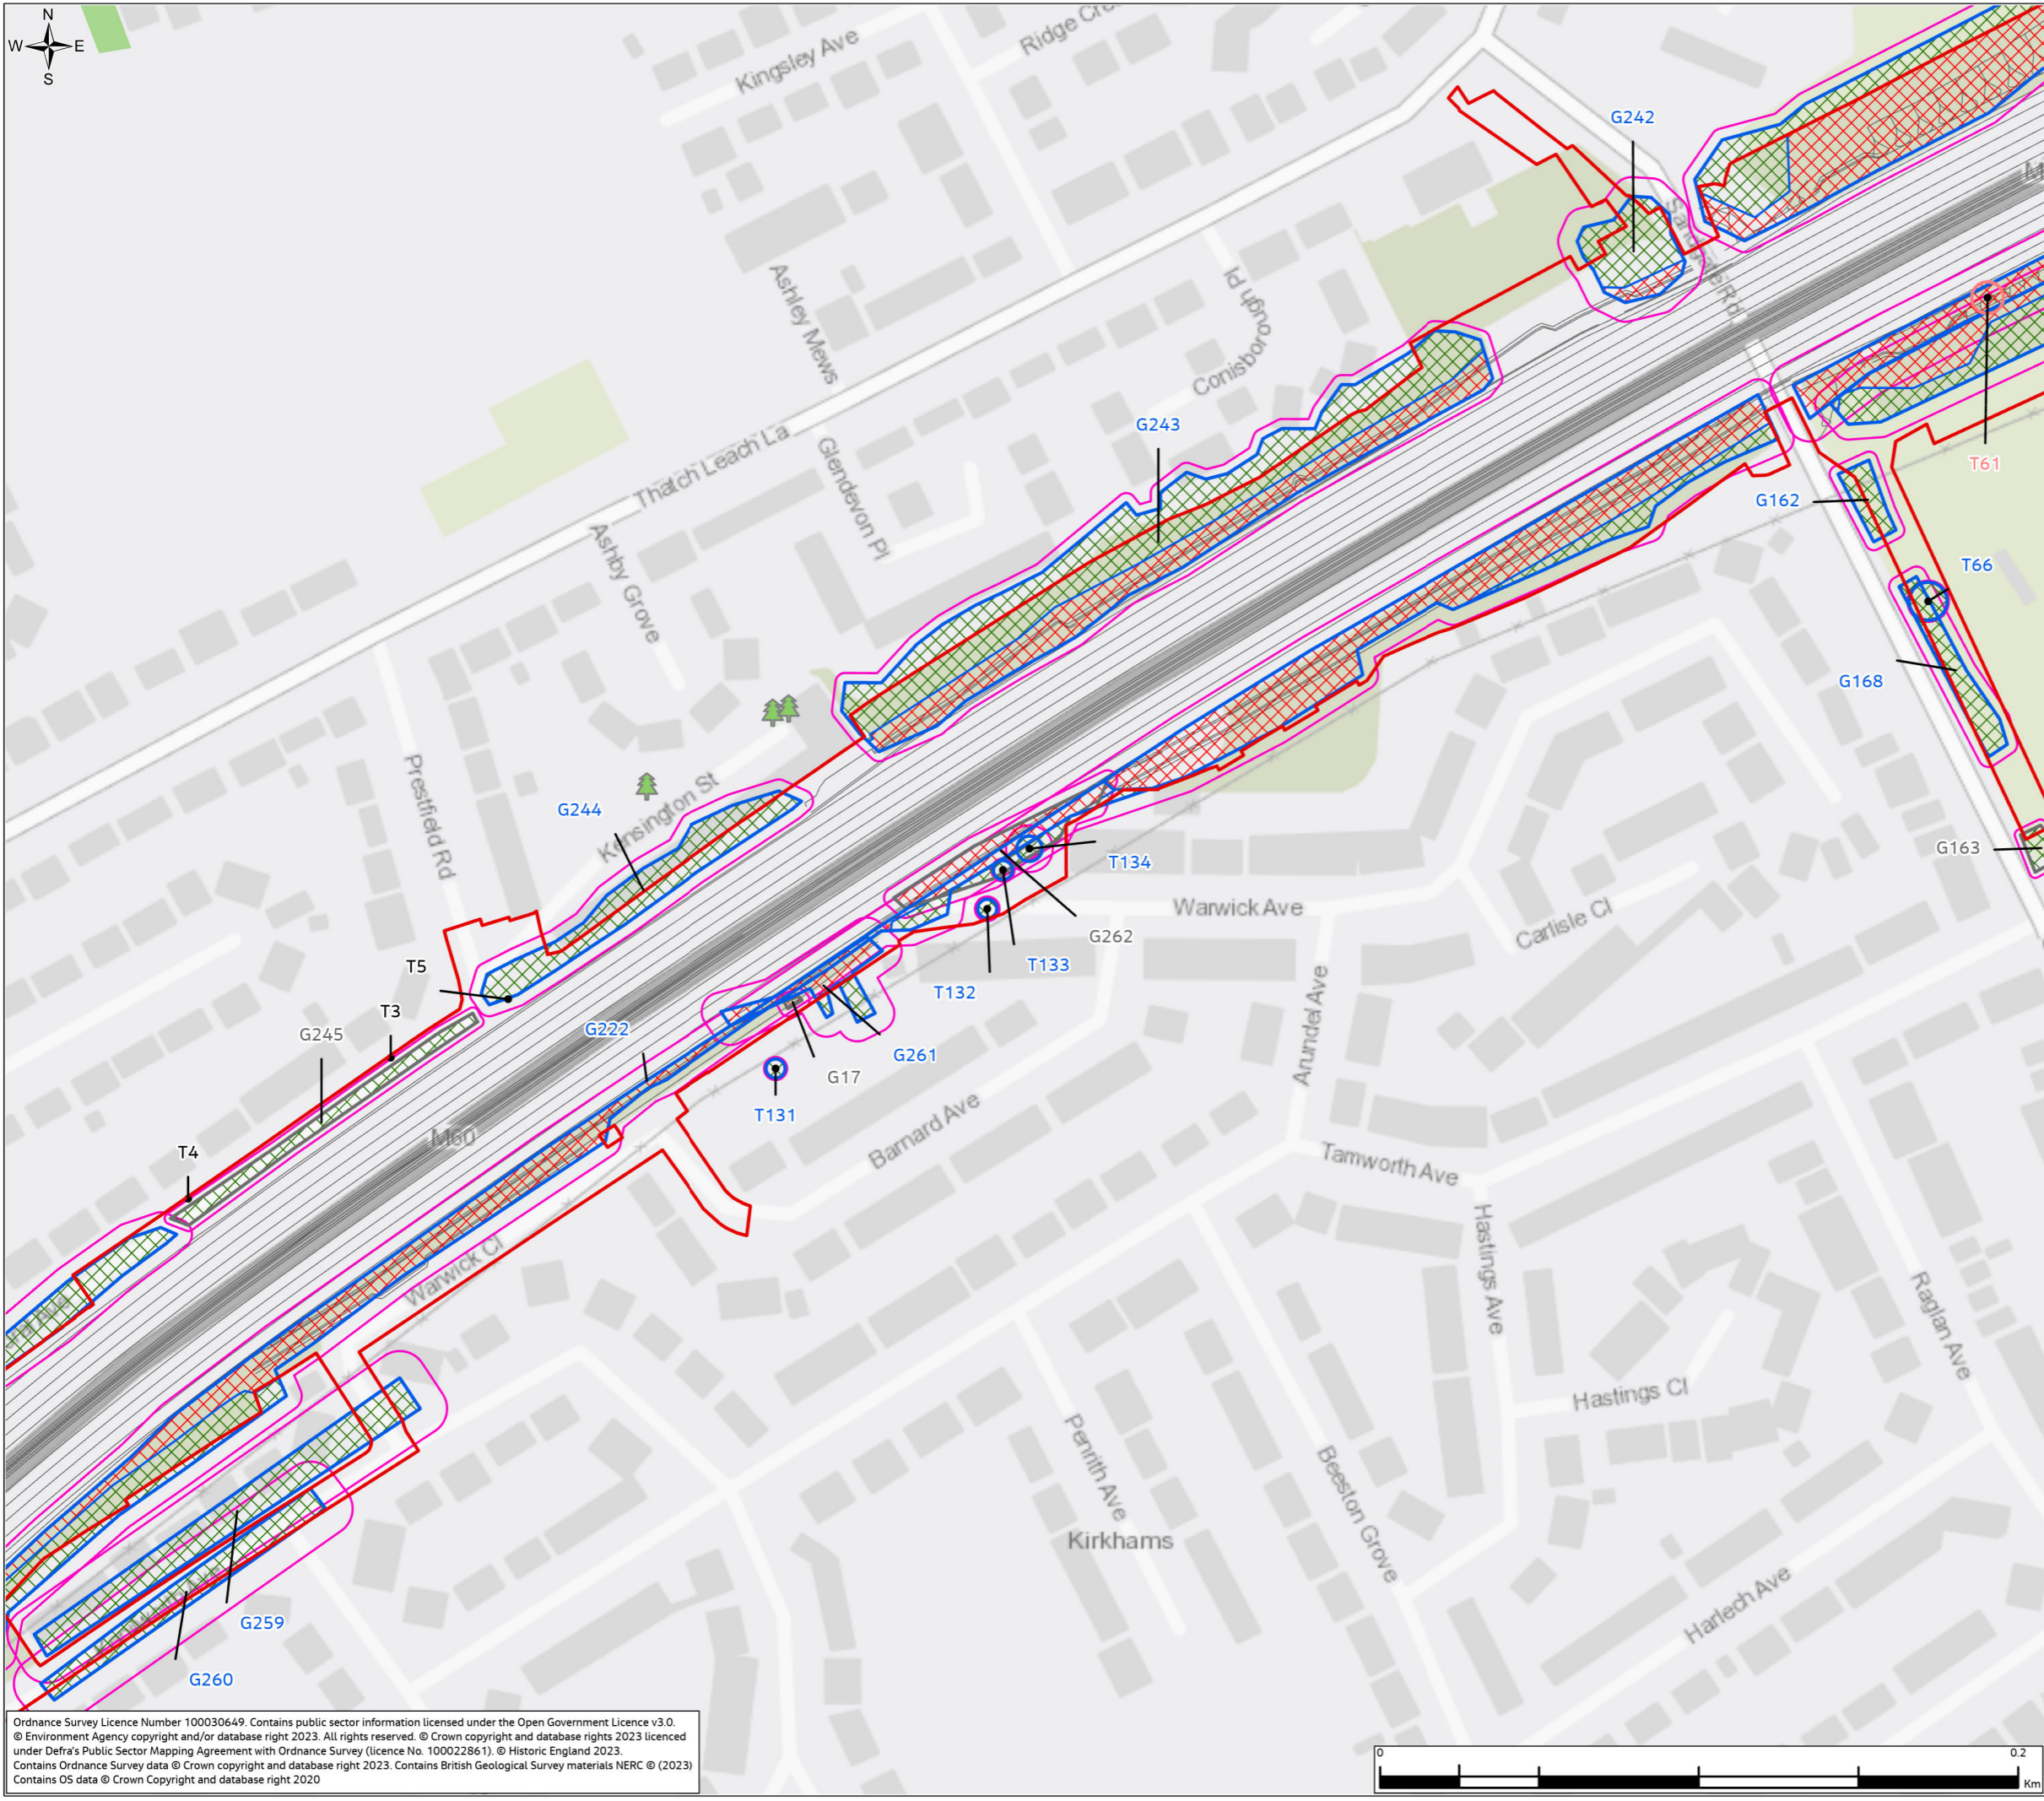 N
W E
S
Kingsley Ave
G242
Sandgate Rd
Ashley Mews
Conisborough Pl
G243
T61
Thatch Leach La
Glendevon Pl
G162
Ashby Grove
T66
G168
Prestfield Rd
Kensington St
G244
T134
G163
Warwick Ave
Carlisle Cl
G262
T5
T133
T132
T3
G245
G222
G261
Arundel Ave
G17
T131
Barnard Ave
M60
T4
Tamworth Ave
Warwick Cl
Hastings Ave
Raglan Ave
Hastings Cl
Penrith Ave
Beeston Grove
Kirkhams
Harlech Ave
G259
G260
Ordnance Survey Licence Number 100030649. Contains public sector information licensed under the Open Government Licence v3.0.
© Environment Agency copyright and/or database right 2023. All rights reserved. © Crown copyright and database rights 2023 licenced
under Defra's Public Sector Mapping Agreement with Ordnance Survey (licence No. 100022861). © Historic England 2023.
Contains Ordnance Survey data © Crown copyright and database right 2023. Contains British Geological Survey materials NERC © (2023)
Contains OS data © Crown Copyright and database right 2020
0 0.2
Km